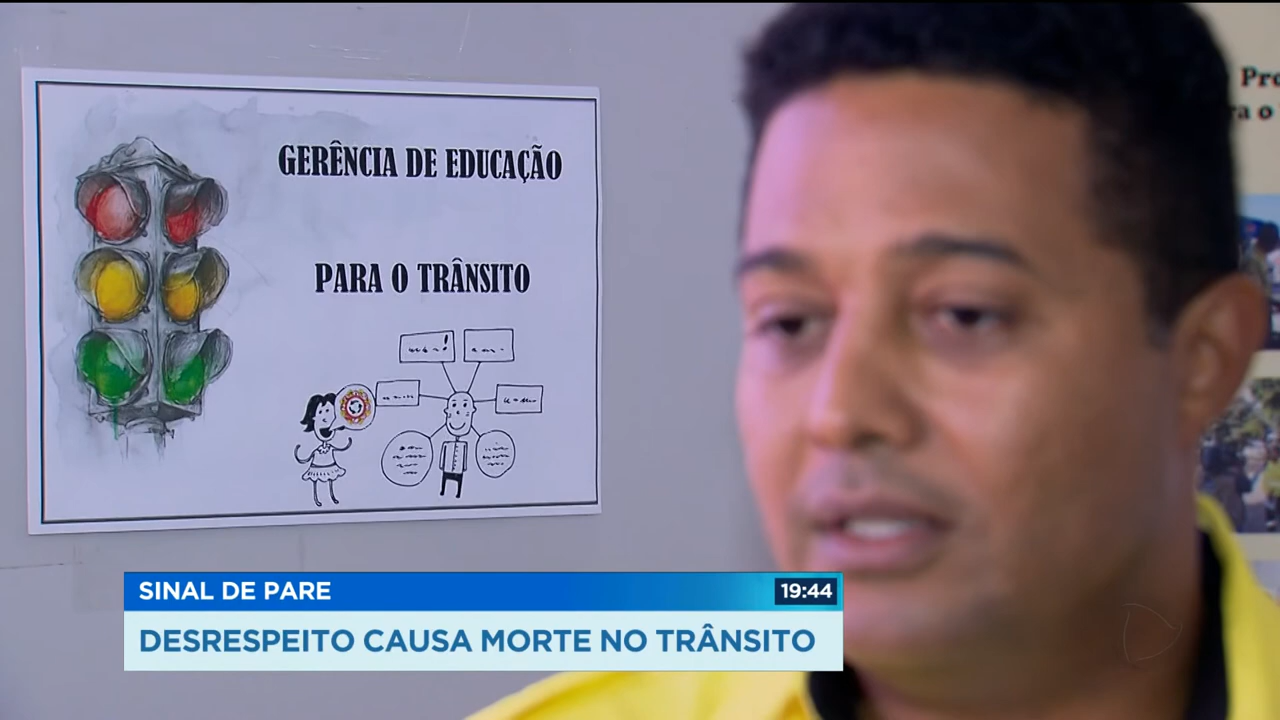 GERÊNCIA DE EDUCAÇÃO
PARA O TRÂNSITO
SINAL DE PARE
19:44
DESRESPEITO CAUSA MORTE NO TRÂNSITO